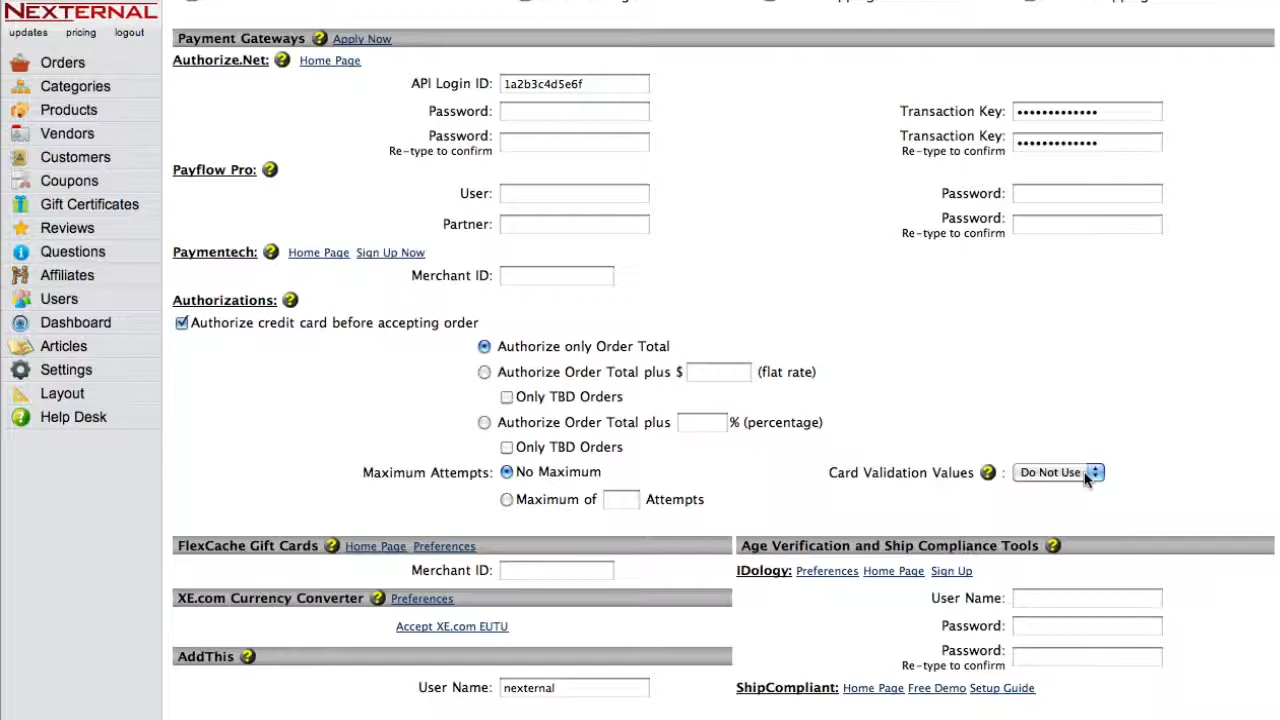 NEXTERNAL
updates pricing logout
Orders
Categories
Products
Vendors
Customers
Coupons
Gift Certificates
Reviews
Questions
Affiliates
Users
Dashboard
Articles
Settings
Layout
Help Desk
Payment Gateways ? Apply Now
Authorize.Net: ? Home Page
API Login ID: 1a2b3c4d5e6f
Password: Transaction Key: •••••••••••••
Password: Transaction Key: •••••••••••••
Re-type to confirm Re-type to confirm
Payflow Pro: ?
User: Password:
Partner: Password:
Re-type to confirm
Paymentech: ? Home Page Sign Up Now
Merchant ID:
Authorizations: ?
Authorize credit card before accepting order
Authorize only Order Total
Authorize Order Total plus $ (flat rate)
Only TBD Orders
Authorize Order Total plus % (percentage)
Only TBD Orders
Maximum Attempts: No Maximum Card Validation Values ? : Do Not Use
Maximum of Attempts
FlexCache Gift Cards ? Home Page Preferences Age Verification and Ship Compliance Tools ?
Merchant ID: IDology: Preferences Home Page Sign Up
XE.com Currency Converter ? Preferences User Name:
Accept XE.com EUTU Password:
AddThis ? Password:
Re-type to confirm
User Name: nexternal ShipCompliant: Home Page Free Demo Setup Guide